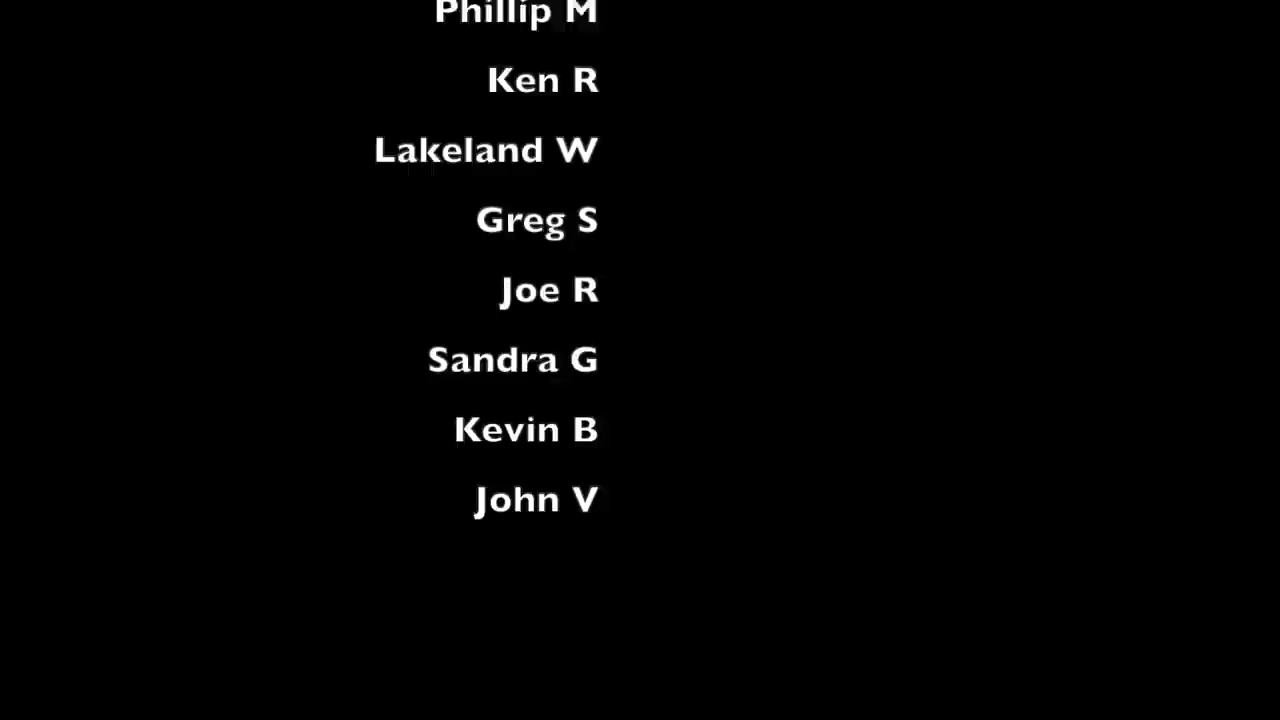 Phillip M
Ken R
Lakeland W
Greg S
Joe R
Sandra G
Kevin B
John V